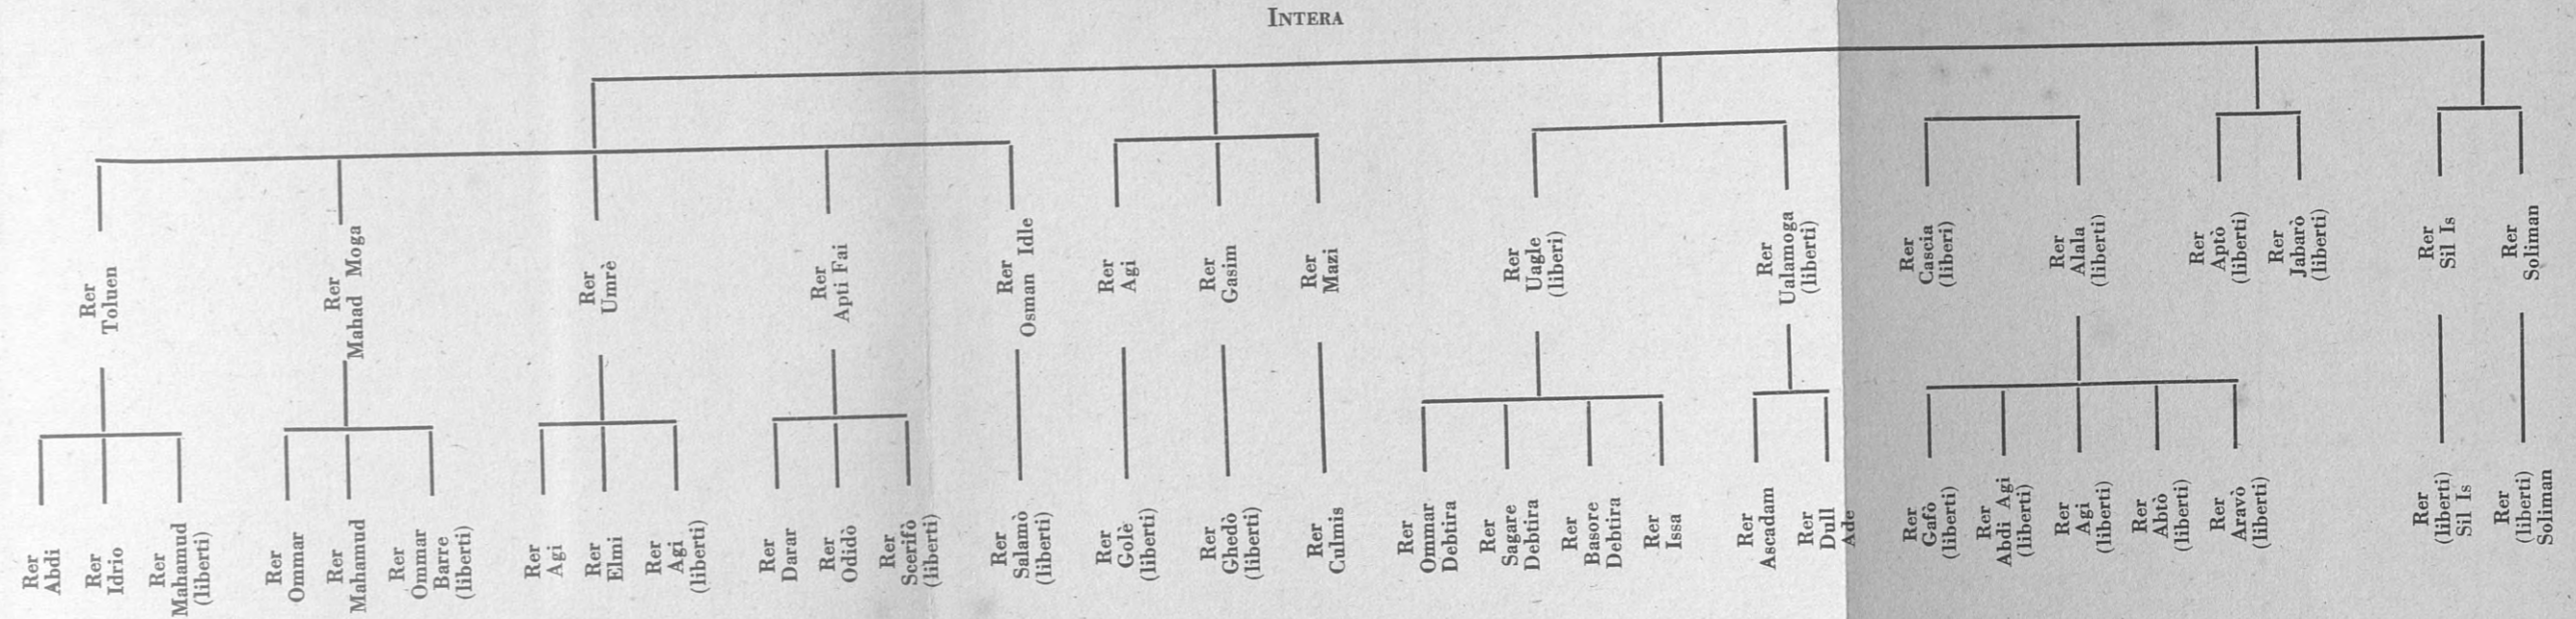 INTERA
Rer
Toluen
Rer
Mahad Moga
Rer
Umrè
Rer
Apti Fai
Rer
Osman Idle
Rer
Agi
Rer
Gasim
Rer
Mazi
Rer
Uagle
(liberi)
Rer
Ualamoga
(liberti)
Rer
Cascia
(liberi)
Rer
Alala
(liberti)
Rer
Aptò
(liberti)
Rer
Jabarò
(liberti)
Rer
Sil Is
Rer
Soliman
Rer
Abdi
Rer
Idrio
Rer
Mahamud
(liberti)
Rer
Ommar
Rer
Mahamud
Rer
Ommar
Barre
(liberti)
Rer
Agi
Rer
Elmi
Rer
Agi
(liberti)
Rer
Darar
Rer
Odidò
Rer
Scerifò
(liberti)
Rer
Salamò
(liberti)
Rer
Golè
(liberti)
Rer
Ghedò
(liberti)
Rer
Culmis
Rer
Ommar
Debtira
Rer
Sagare
Debtira
Rer
Basore
Debtira
Rer
Issa
Rer
Ascadam
Rer
Dull
Ade
Rer
Gafò
(liberti)
Rer
Abdi Agi
(liberti)
Rer
Agi
(liberti)
Rer
Abtò
(liberti)
Rer
Aravò
(liberti)
Rer
(liberti)
Sil Is
Rer
(liberti)
Soliman